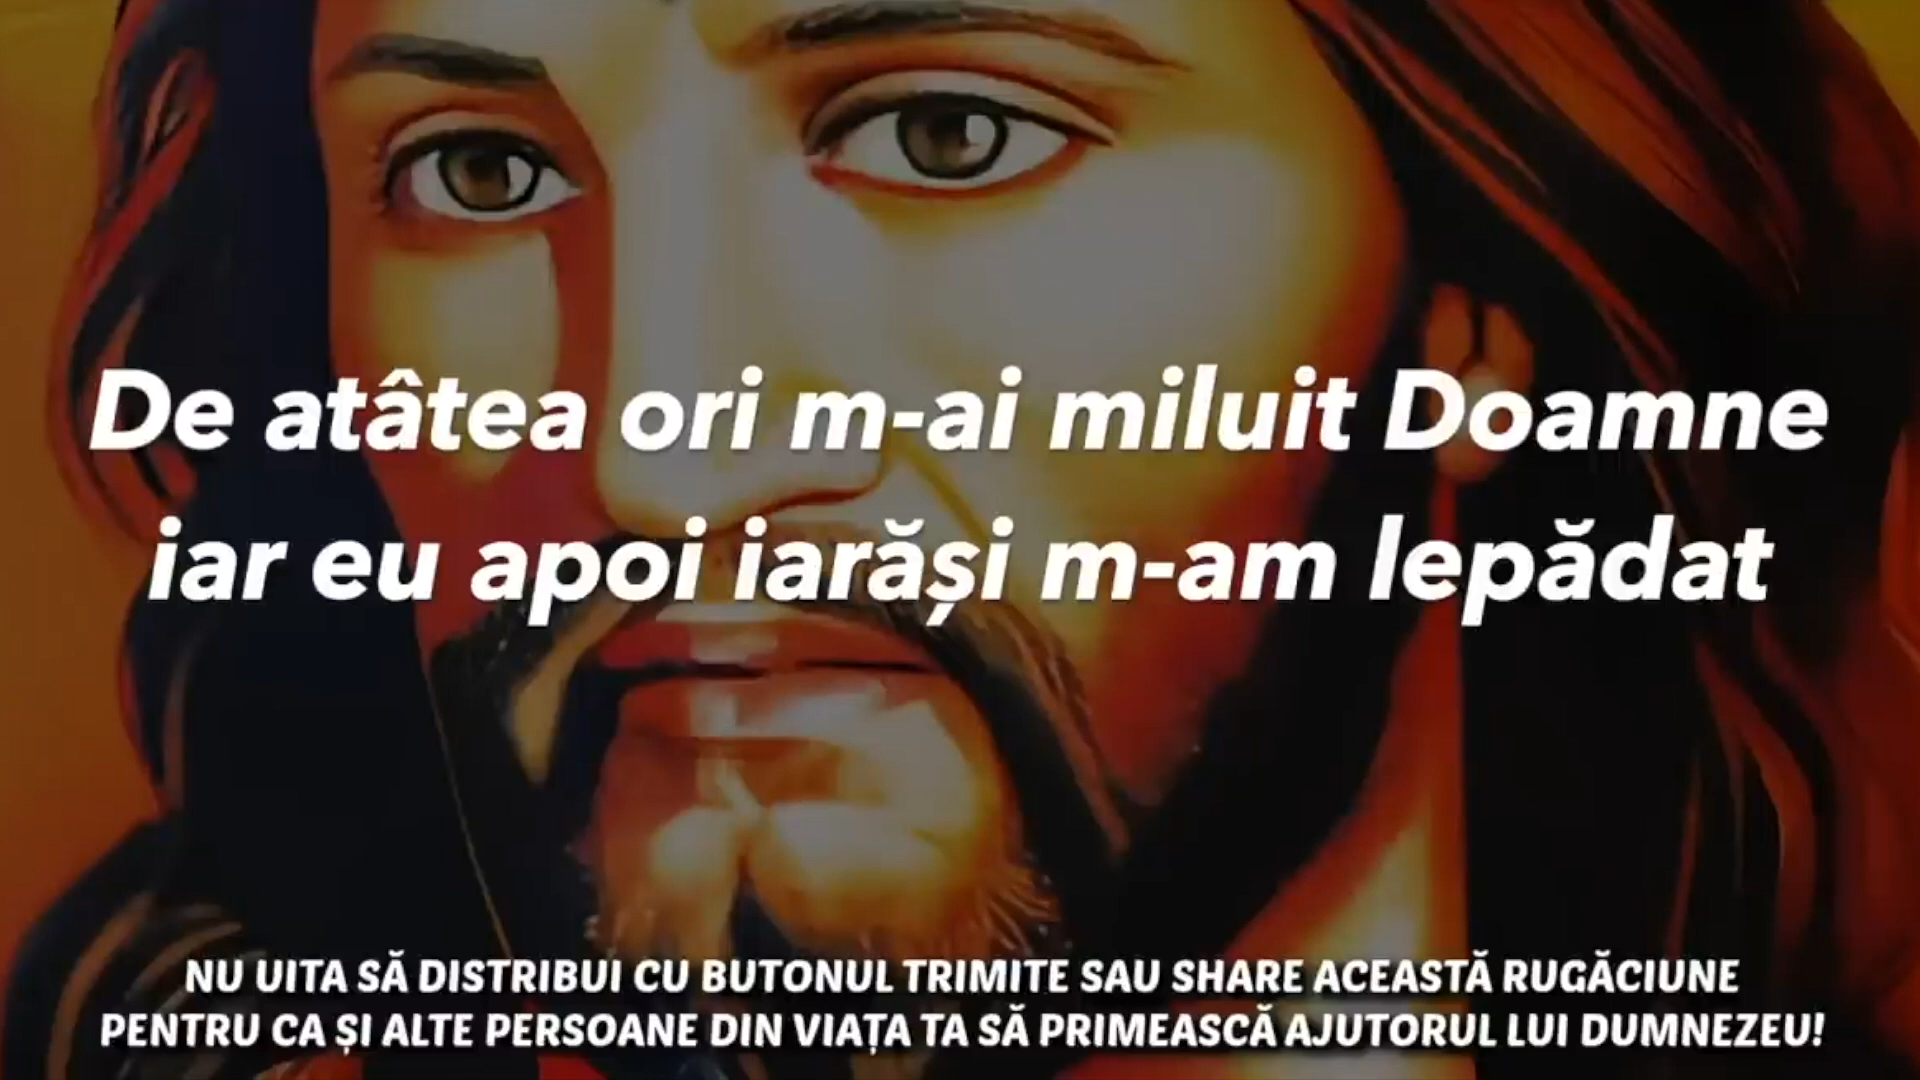 De atâtea ori m-ai miluit Doamne
iar eu apoi iarăși m-am lepădat
NU UITA SĂ DISTRIBUI CU BUTONUL TRIMITE SAU SHARE ACEASTĂ RUGĂCIUNE
PENTRU CA ȘI ALTE PERSOANE DIN VIAȚA TA SĂ PRIMEASCĂ AJUTORUL LUI DUMNEZEU!